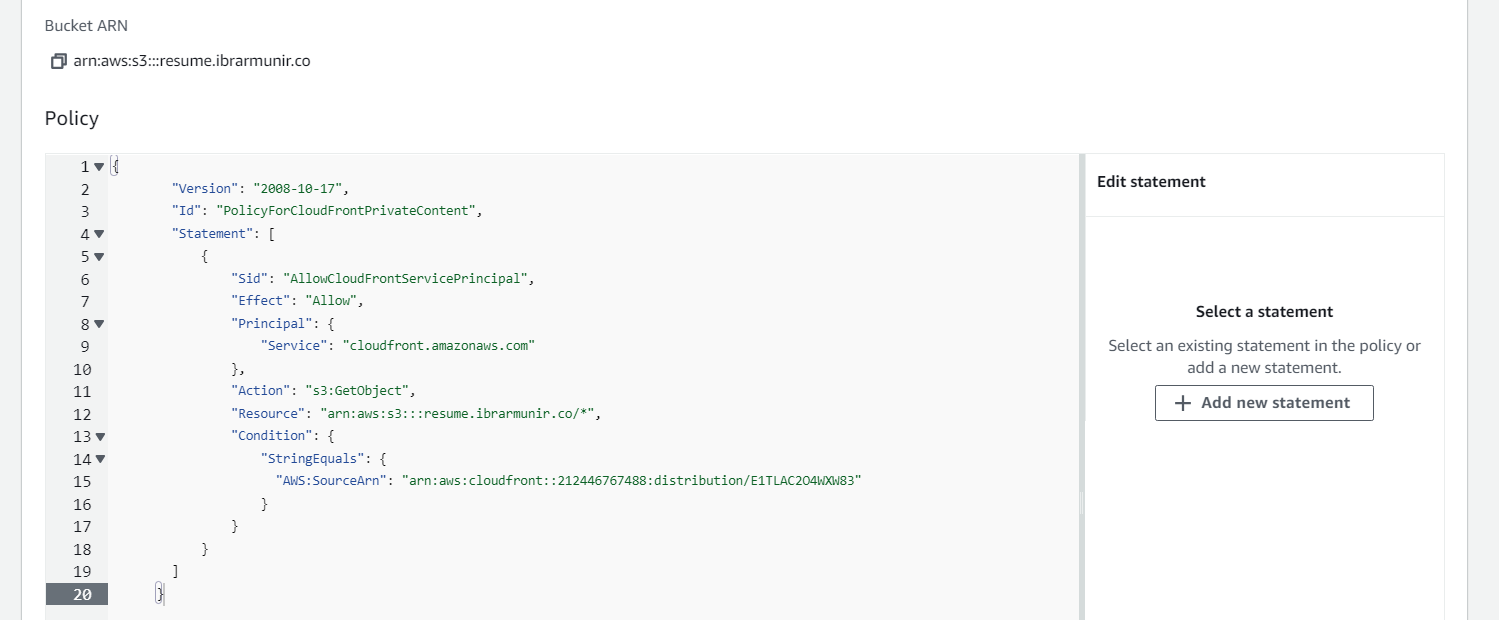 Bucket ARN
arn:aws:s3:::resume.ibrarmunir.co
Policy
1 {
2 "Version": "2008-10-17",
3 "Id": "PolicyForCloudFrontPrivateContent",
4 "Statement": [
5 {
6 "Sid": "AllowCloudFrontServicePrincipal",
7 "Effect": "Allow",
8 "Principal": {
9 "Service": "cloudfront.amazonaws.com"
10 },
11 "Action": "s3:GetObject",
12 "Resource": "arn:aws:s3:::resume.ibrarmunir.co/*",
13 "Condition": {
14 "StringEquals": {
15 "AWS:SourceArn": "arn:aws:cloudfront::212446767488:distribution/E1TLAC2O4WXW83"
16 }
17 }
18 }
19 ]
20 }
Edit statement
Select a statement
Select an existing statement in the policy or
add a new statement.
+ Add new statement